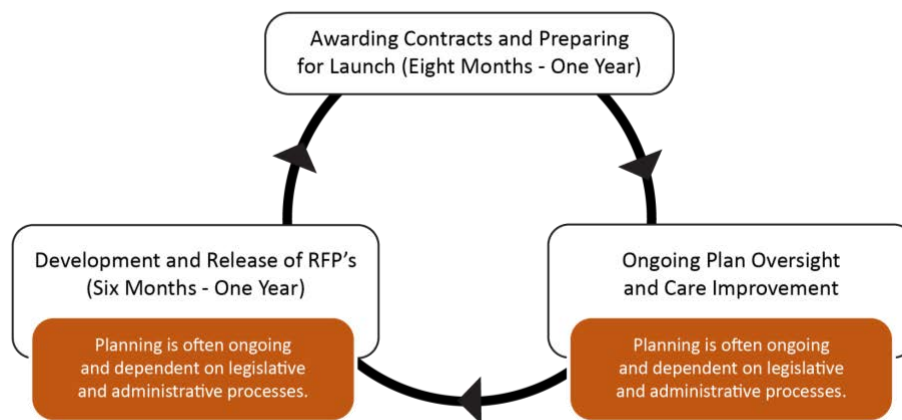 Awarding Contracts and Preparing
for Launch (Eight Months - One Year)
Development and Release of RFP's
(Six Months - One Year)
Planning is often ongoing
and dependent on legislative
and administrative processes.
Ongoing Plan Oversight
and Care Improvement
Planning is often ongoing
and dependent on legislative
and administrative processes.